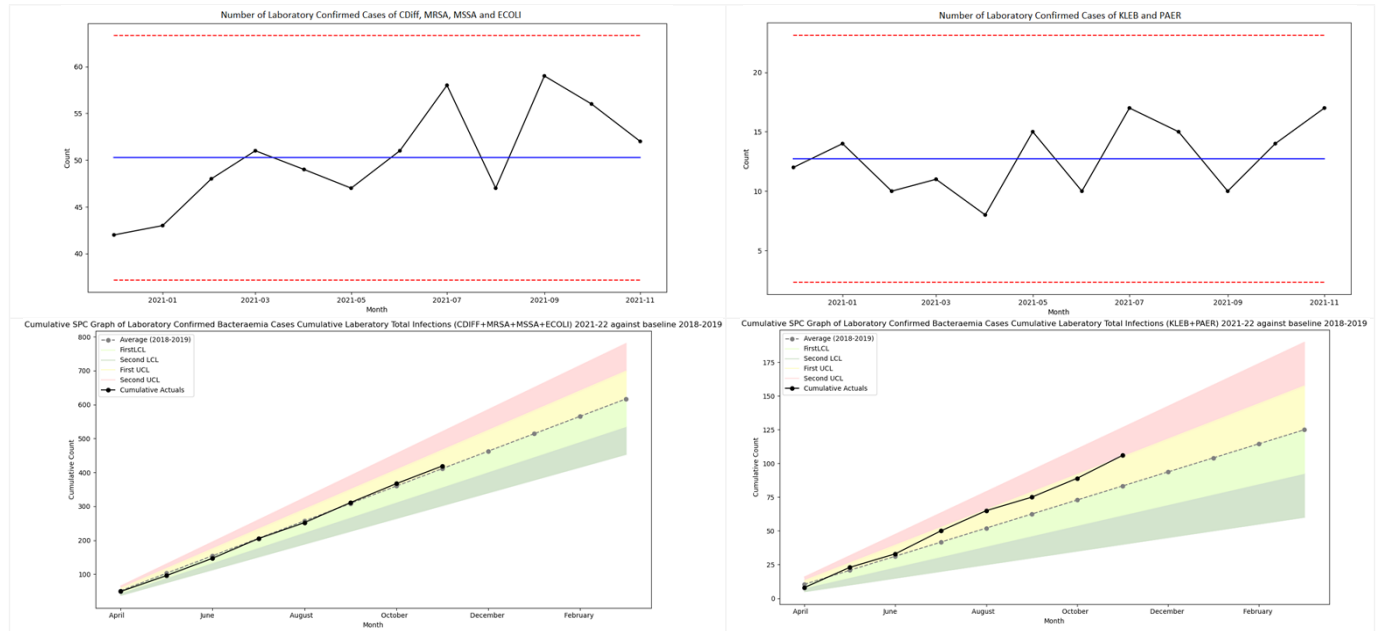 Number of Laboratory Confirmed Cases of CDiff, MRSA, MSSA and ECOLI
60
55
50
45
40
Count
2021-01
2021-03
2021-05
2021-07
2021-09
2021-11
Month
Number of Laboratory Confirmed Cases of KLEB and PAER
20
15
10
5
Count
2021-01
2021-03
2021-05
2021-07
2021-09
2021-11
Month
Cumulative SPC Graph of Laboratory Confirmed Bacteraemia Cases Cumulative Laberatory Total Infections (CDIFF+MRSA+MSSA+ECOLI) 2021-22 against baseline 2018-2019
800
700
600
500
400
300
200
100
Cumulative Count
Average (2018-2019)
FirstLCL
Second LCL
First UCL
Second UCL
Cumulative Actuals
April
June
August
October
December
February
Month
Cumulative SPC Graph of Laboratory Confirmed Bacteraemia Cases Cumulative Laberatory Total Infections (KLEB+PAER) 2021-22 against baseline 2018-2019
175
150
125
100
75
50
25
0
Cumulative Count
Average (2018-2019)
FirstLCL
Second LCL
First UCL
Second UCL
Cumulative Actuals
April
June
August
October
December
February
Month